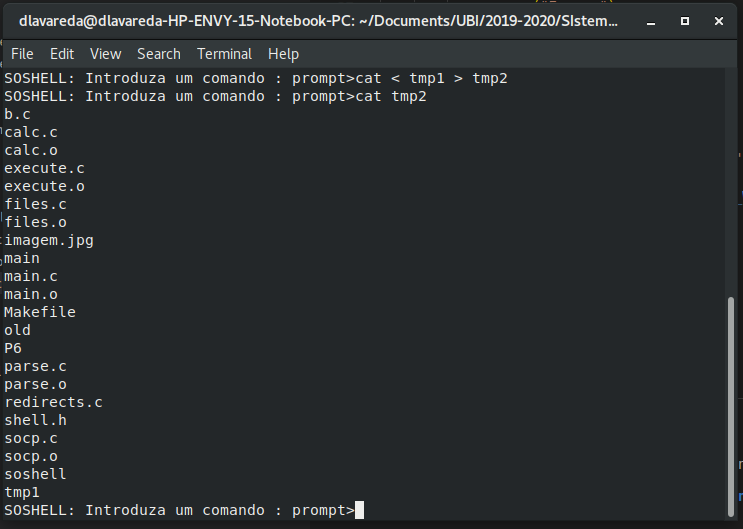 dlavareda@dlavareda-HP-ENVY-15-Notebook-PC: ~/Documents/UBI/2019-2020/SIstem...
File Edit View Search Terminal Help
SOSHELL: Introduza um comando : prompt>cat < tmp1 > tmp2
SOSHELL: Introduza um comando : prompt>cat tmp2
b.c
calc.c
calc.o
execute.c
execute.o
files.c
files.o
imagem.jpg
main
main.c
main.o
Makefile
old
P6
parse.c
parse.o
redirects.c
shell.h
socp.c
socp.o
soshell
tmp1
SOSHELL: Introduza um comando : prompt>